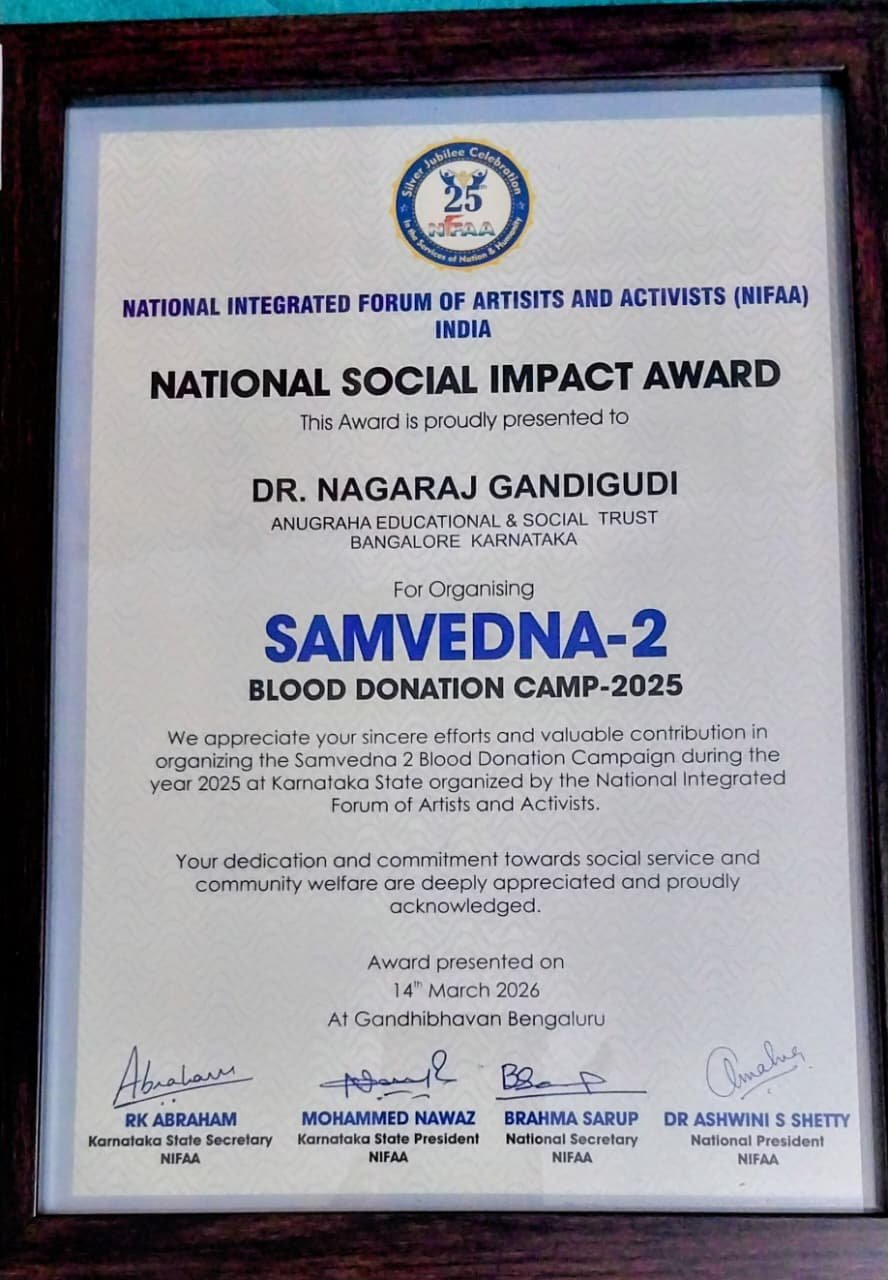 Silver Jubilee Celebration
25th
NIFAA
In the Services of Nation & Humanity
NATIONAL INTEGRATED FORUM OF ARTISITS AND ACTIVISTS (NIFAA)
INDIA
NATIONAL SOCIAL IMPACT AWARD
This Award is proudly presented to
DR. NAGARAJ GANDIGUDI
ANUGRAHA EDUCATIONAL & SOCIAL TRUST
BANGALORE KARNATAKA
For Organising
SAMVEDNA-2
BLOOD DONATION CAMP-2025
We appreciate your sincere efforts and valuable contribution in
organizing the Samvedna 2 Blood Donation Campaign during the
year 2025 at Karnataka State organized by the National Integrated
Forum of Artists and Activists.
Your dedication and commitment towards social service and
community welfare are deeply appreciated and proudly
acknowledged.
Award presented on
14th March 2026
At Gandhibhavan Bengaluru
Abraham
RK ABRAHAM MOHAMMED NAWAZ BRAHMA SARUP DR ASHWINI S SHETTY
Karnataka State Secretary Karnataka State President National Secretary National President
NIFAA NIFAA NIFAA NIFAA